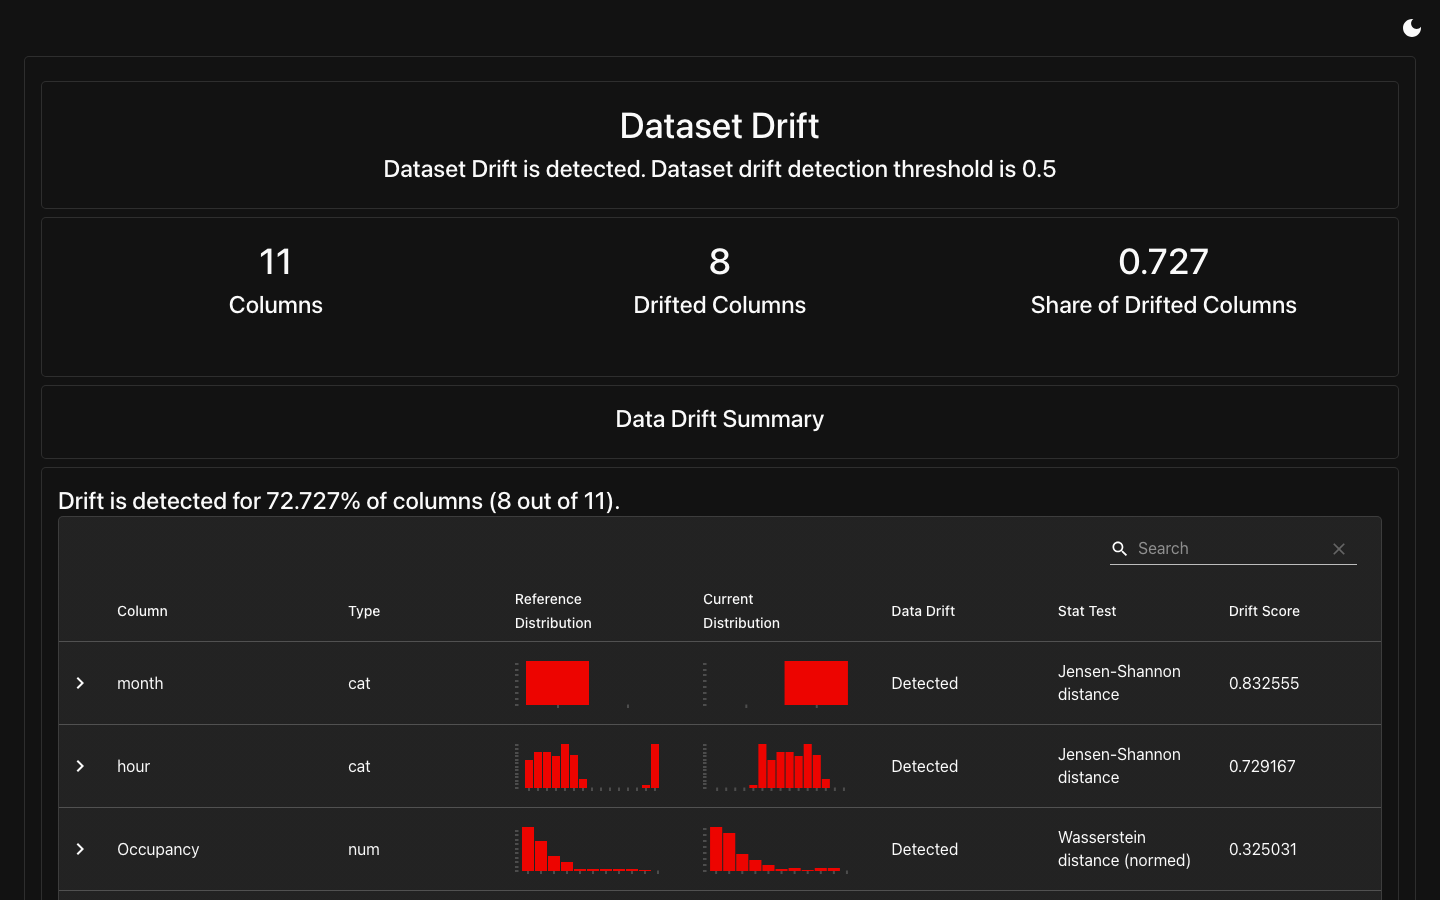 Dataset Drift
Dataset Drift is detected. Dataset drift detection threshold is 0.5
11
Columns
8
Drifted Columns
0.727
Share of Drifted Columns
Data Drift Summary
Drift is detected for 72.727% of columns (8 out of 11).
Search
Column
Type
Reference
Distribution
Current
Distribution
Data Drift
Stat Test
Drift Score
month
cat
Detected
Jensen-Shannon
distance
0.832555
hour
cat
Detected
Jensen-Shannon
distance
0.729167
Occupancy
num
Detected
Wasserstein
distance (normed)
0.325031